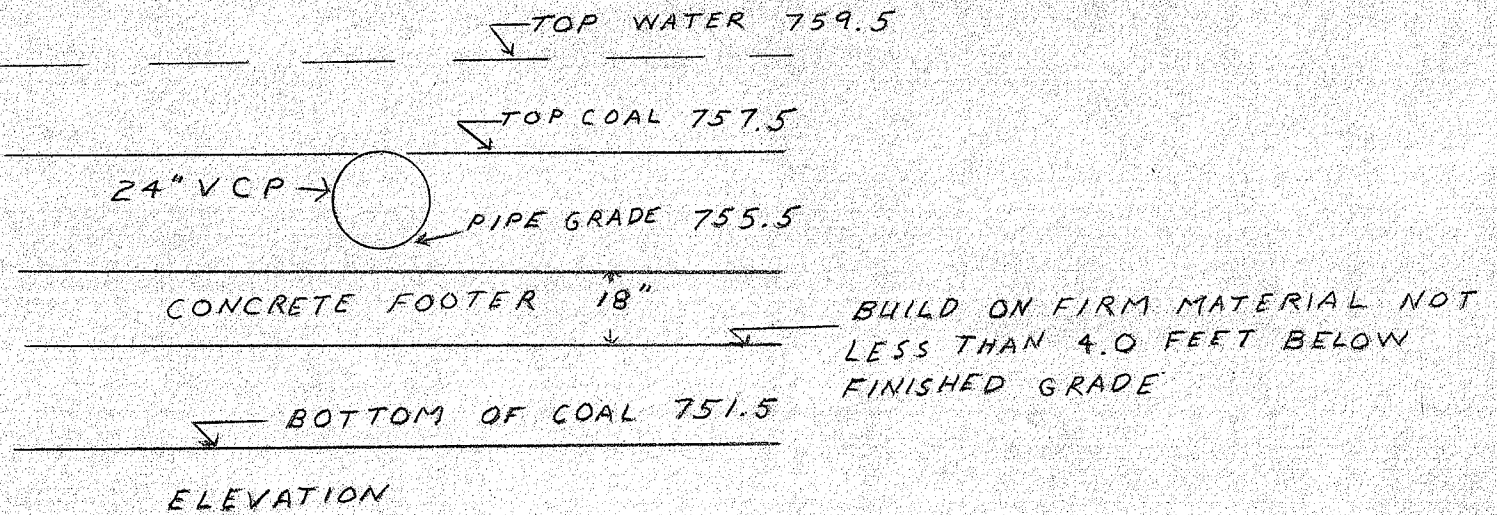 TOP WATER 759.5
TOP COAL 757.5
24" V C P
PIPE GRADE 755.5
CONCRETE FOOTER 18"
BUILD ON FIRM MATERIAL NOT
LESS THAN 4.0 FEET BELOW
FINISHED GRADE
BOTTOM OF COAL 751.5
ELEVATION